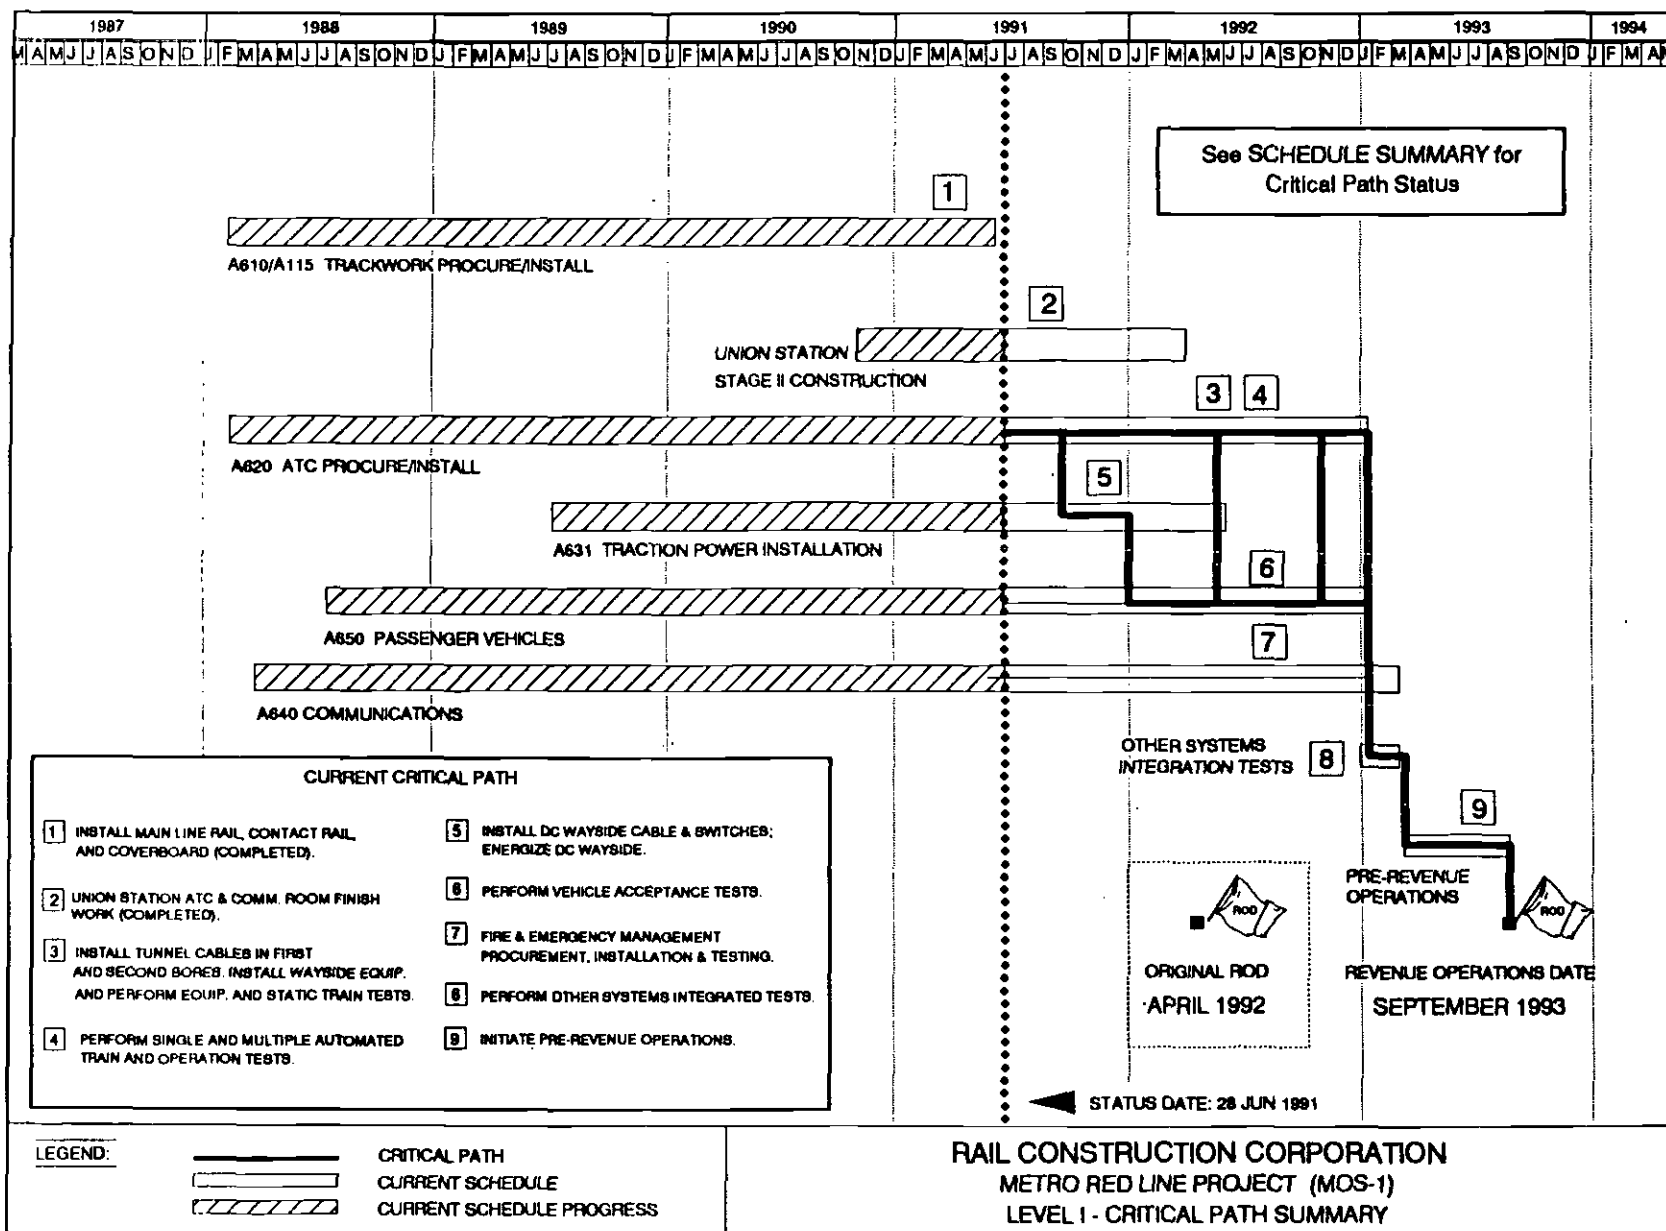 1987 1988 1989 1990 1991 1992 1993 1994
M A M J J A S O N D J F M A M J J A S O N D J F M A M J J A S O N D J F M A M J J A S O N D J F M A M J J A S O N D J F M A M J J A S O N D J F M A M J J A S O N D J F M A M
See SCHEDULE SUMMARY for
Critical Path Status
1
A610/A115 TRACKWORK PROCURE/INSTALL
2
UNION STATION
STAGE II CONSTRUCTION
3 4
A620 ATC PROCURE/INSTALL
5
A631 TRACTION POWER INSTALLATION
6
A650 PASSENGER VEHICLES
7
A640 COMMUNICATIONS
OTHER SYSTEMS
INTEGRATION TESTS
8
9
PRE-REVENUE
OPERATIONS
ROD
ORIGINAL ROD
APRIL 1992
ROD
REVENUE OPERATIONS DATE
SEPTEMBER 1993
STATUS DATE: 28 JUN 1991
CURRENT CRITICAL PATH
1 INSTALL MAIN LINE RAIL, CONTACT RAIL,
AND COVERBOARD (COMPLETED).
2 UNION STATION ATC & COMM. ROOM FINISH
WORK (COMPLETED).
3 INSTALL TUNNEL CABLES IN FIRST
AND SECOND BORES. INSTALL WAYSIDE EQUIP.
AND PERFORM EQUIP. AND STATIC TRAIN TESTS.
4 PERFORM SINGLE AND MULTIPLE AUTOMATED
TRAIN AND OPERATION TESTS.
5 INSTALL DC WAYSIDE CABLE & SWITCHES;
ENERGIZE DC WAYSIDE.
6 PERFORM VEHICLE ACCEPTANCE TESTS.
7 FIRE & EMERGENCY MANAGEMENT
PROCUREMENT, INSTALLATION & TESTING.
8 PERFORM OTHER SYSTEMS INTEGRATED TESTS.
9 INITIATE PRE-REVENUE OPERATIONS.
LEGEND:
CRITICAL PATH
CURRENT SCHEDULE
CURRENT SCHEDULE PROGRESS
RAIL CONSTRUCTION CORPORATION
METRO RED LINE PROJECT (MOS-1)
LEVEL I - CRITICAL PATH SUMMARY